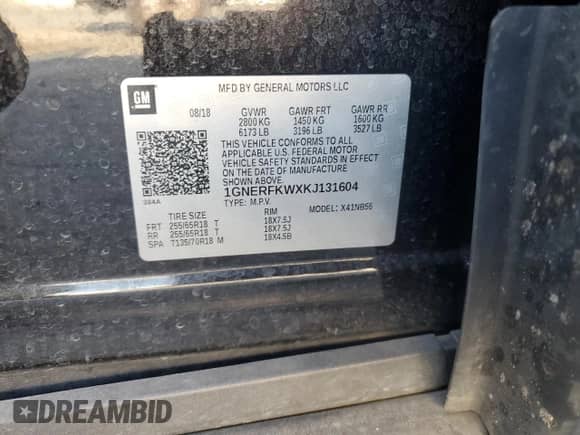 GM
MFD BY GENERAL MOTORS LLC
08/18 GVWR GAWR FRT GAWR RR
2800 KG 1450 KG 1600 KG
6173 LB 3196 LB 3527 LB
THIS VEHICLE CONFORMS TO ALL
APPLICABLE U.S. FEDERAL MOTOR
VEHICLE SAFETY STANDARDS IN EFFECT
ON THE DATE OF MANUFACTURE
SHOWN ABOVE.
1GNERFKWXKJ131604
TYPE: M.P.V. MODEL: X41NB56
TIRE SIZE RIM
FRT 255/65R18 T 18X7.5J
RR 255/65R18 T 18X7.5J
SPA T135/70R18 M 18X4.5B
DREAMBID